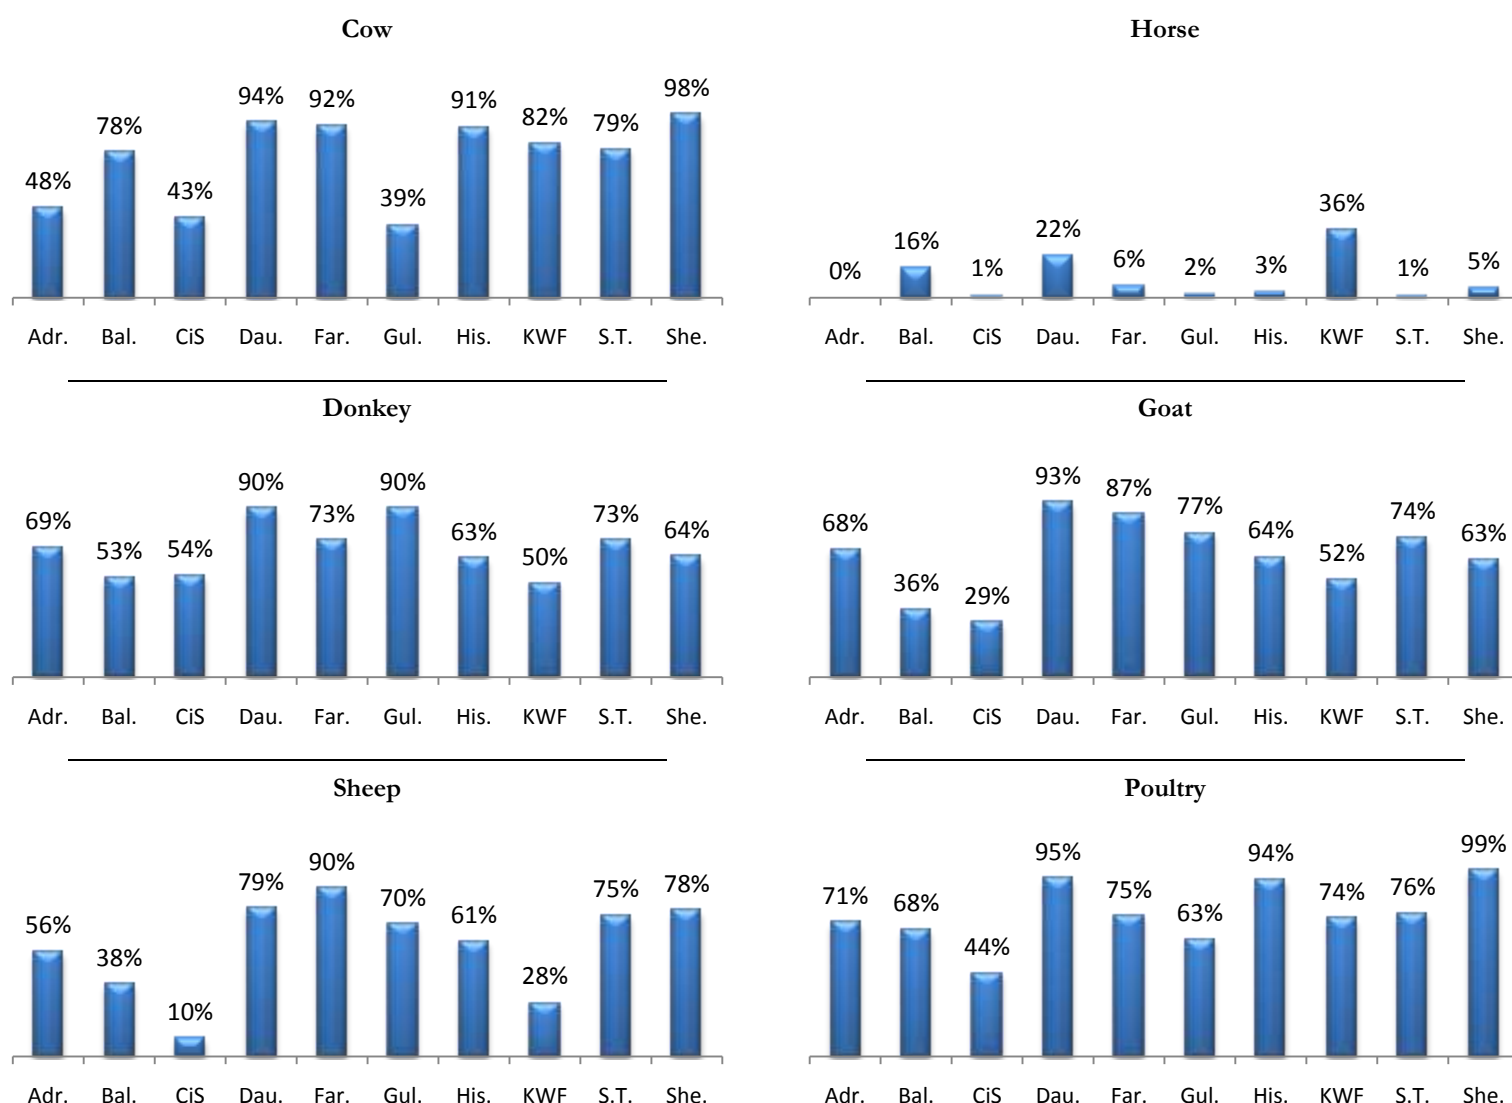 Cow
98%
94%
92%
91%
82%
79%
78%
48%
43%
39%
Adr. Bal. CiS Dau. Far. Gul. His. KWF S.T. She.
Horse
36%
22%
16%
0% 1% 6% 2% 3% 1% 5%
Adr. Bal. CiS Dau. Far. Gul. His. KWF S.T. She.
Donkey
90% 90%
69% 53% 54% 73% 63% 50% 73% 64%
Adr. Bal. CiS Dau. Far. Gul. His. KWF S.T. She.
Goat
93%
87%
77%
74%
68% 64% 63%
52%
36%
29%
Adr. Bal. CiS Dau. Far. Gul. His. KWF S.T. She.
Sheep
90%
79% 75% 78%
70%
61%
56%
38%
28%
10%
Adr. Bal. CiS Dau. Far. Gul. His. KWF S.T. She.
Poultry
99%
95% 94%
71% 68% 75% 74% 76%
63%
44%
Adr. Bal. CiS Dau. Far. Gul. His. KWF S.T. She.